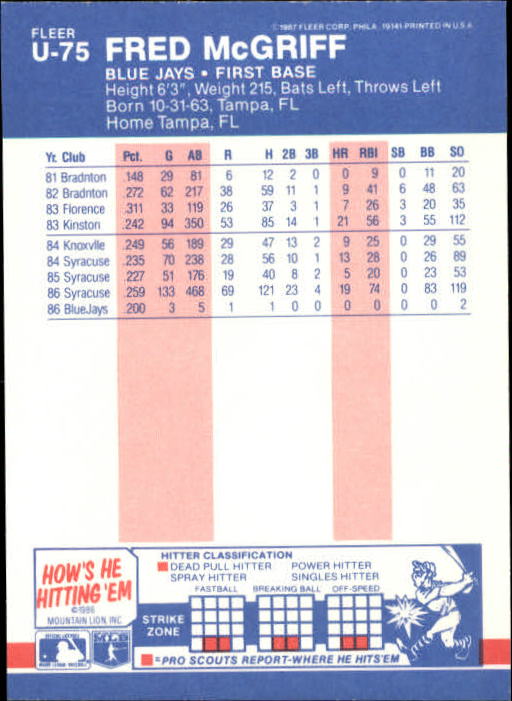 FLEER
U-75 FRED McGRIFF
©1987 FLEER CORP. PHILA. 19141-PRINTED IN U.S.A.
BLUE JAYS • FIRST BASE
Height 6'3", Weight 215, Bats Left, Throws Left
Born 10-31-63, Tampa, FL
Home Tampa, FL
Yr. Club Pct. G AB R H 2B 3B HR RBI SB BB SO
81 Bradnton .148 29 81 6 12 2 0 0 9 0 11 20
82 Bradnton .272 62 217 38 59 11 1 9 41 6 48 63
83 Florence .311 33 119 26 37 3 1 7 26 3 20 35
83 Kinston .242 94 350 53 85 14 1 21 56 3 55 112
84 Knoxvlle .249 56 189 29 47 13 2 9 25 0 29 55
84 Syracuse .235 70 238 28 56 10 1 13 28 0 26 89
85 Syracuse .227 51 176 19 40 8 2 5 20 0 23 53
86 Syracuse .259 133 468 69 121 23 4 19 74 0 83 119
86 BlueJays .200 3 5 1 1 0 0 0 0 0 0 2
HOW'S HE
HITTING 'EM
©1986
MOUNTAIN LION, INC
HITTER CLASSIFICATION
DEAD PULL HITTER POWER HITTER
SPRAY HITTER SINGLES HITTER
FASTBALL BREAKING BALL OFF-SPEED
STRIKE
ZONE
=PRO SCOUTS REPORT-WHERE HE HITS'EM
MAJOR LEAGUE BASEBALL